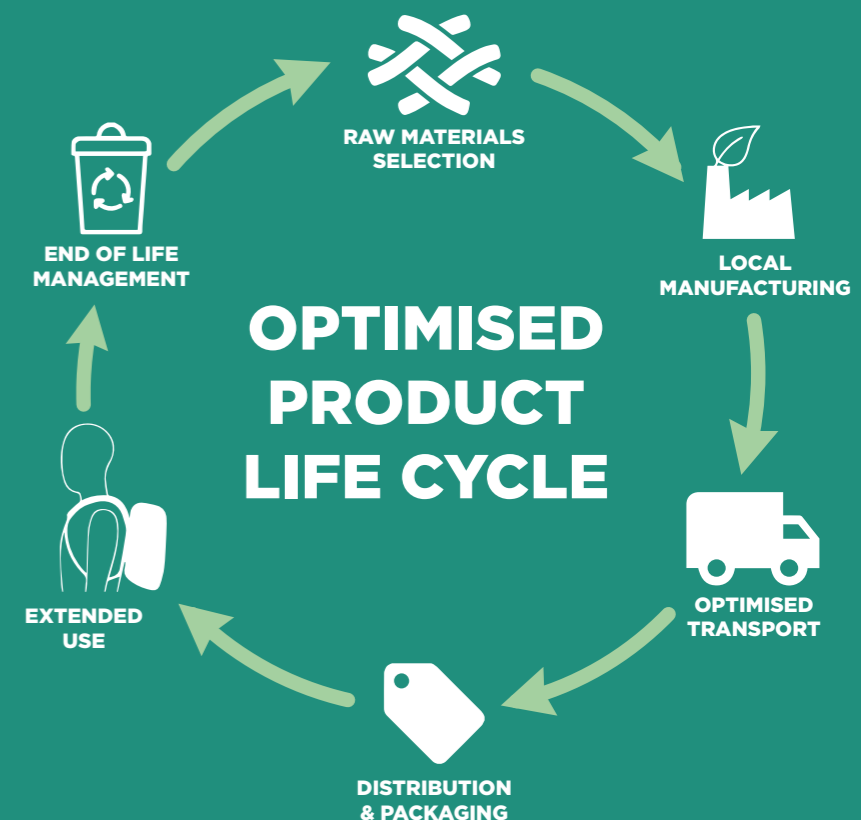 RAW MATERIALS
SELECTION
LOCAL
MANUFACTURING
OPTIMISED
TRANSPORT
DISTRIBUTION
& PACKAGING
EXTENDED
USE
END OF LIFE
MANAGEMENT
OPTIMISED
PRODUCT
LIFE CYCLE